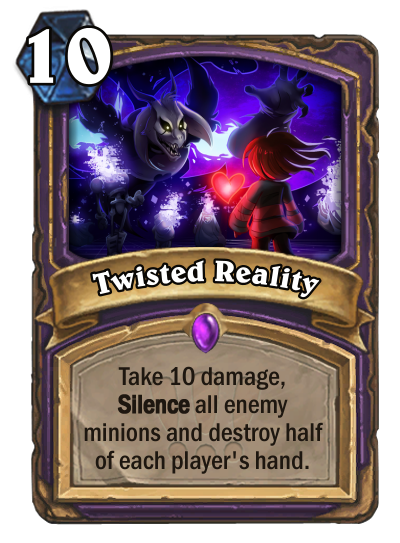 10
Twisted Reality
Take 10 damage,
Silence all enemy
minions and destroy half
of each player's hand.